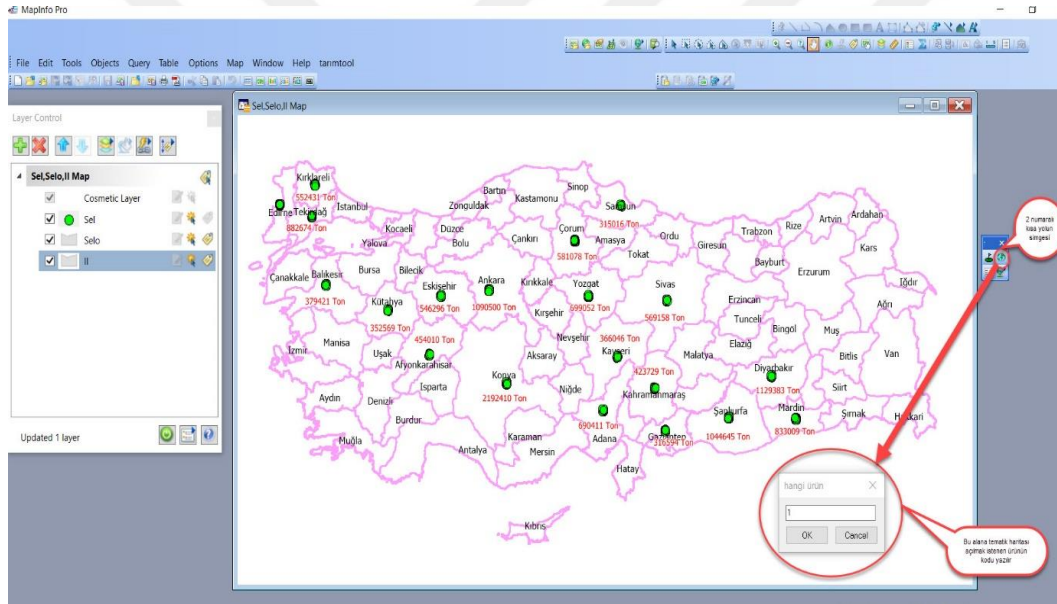 MapInfo Pro
File Edit Tools Objects Query Table Options Map Window Help tarımtool
Layer Control
Sel,Selo,II Map
Cosmetic Layer
Sel
Selo
II
Updated 1 layer
Sel,Selo,II Map
Kırklareli
552431 Ton
Edirne Tekirdağ
882674 Ton
Istanbul
Kocaeli
Yalova
Zonguldak
Bartın
Düzce
Bolu
Kastamonu
Çankırı
Sinop
Samsun
315016 Ton
Çorum
581078 Ton
Amasya
Tokat
Ordu
Giresun
Trabzon
Rize
Artvin
Ardahan
Kars
Bayburt
Erzurum
Iğdır
Ağrı
Çanakkale
Balıkesir
379421 Ton
Bursa
Bilecik
Eskişehir
546296 Ton
Ankara
1090500 Ton
Kırıkkale
Yozgat
699052 Ton
Kırşehir
Sivas
569158 Ton
Erzincan
Tunceli
Bingöl
Muş
Elazığ
Bitlis
Van
Kütahya
352569 Ton
Manisa
İzmir
Uşak
454010 Ton
Afyonkarahisar
Nevşehir
366046 Ton
Kayseri
Aksaray
Malatya
Diyarbakır
1129383 Ton
Siirt
Isparta
Konya
2192410 Ton
Niğde
423729 Ton
Kahramanmaraş
Aydın
Denizli
Burdur
690411 Ton
Adana
Gaziantep
316594 Ton
Şanlıurfa
1044645 Ton
Mardin
833009 Ton
Şırnak
Hakkari
Muğla
Antalya
Karaman
Mersin
Hatay
Kıbrıs
2 numaralı
kısa yolun
simgesi
hangi ürün
1
OK Cancel
Bu alana tematik haritası
açılmak istenen ürünün
kodu yazılır